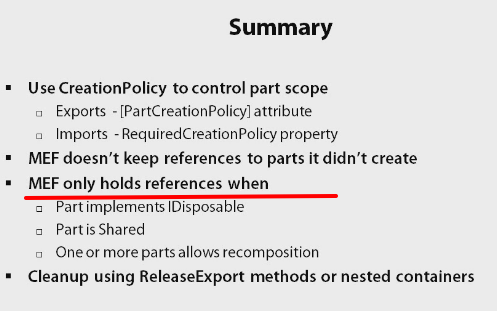 Summary
▪ Use CreationPolicy to control part scope
□ Exports - [PartCreationPolicy] attribute
□ Imports - RequiredCreationPolicy property
▪ MEF doesn't keep references to parts it didn't create
▪ MEF only holds references when
□ Part implements IDisposable
□ Part is Shared
□ One or more parts allows recomposition
▪ Cleanup using ReleaseExport methods or nested containers